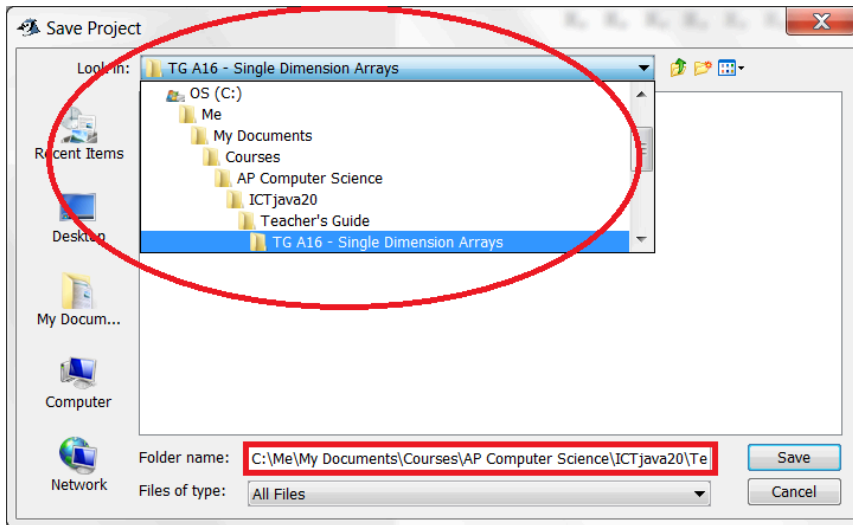 Save Project
Look in: TG A16 - Single Dimension Arrays
OS (C:)
Me
My Documents
Courses
AP Computer Science
ICTjava20
Teacher's Guide
TG A16 - Single Dimension Arrays
Recent Items
Desktop
My Docum...
Computer
Network
Folder name: C:\Me\My Documents\Courses\AP Computer Science\ICTjava20\Te Save
Files of type: All Files Cancel